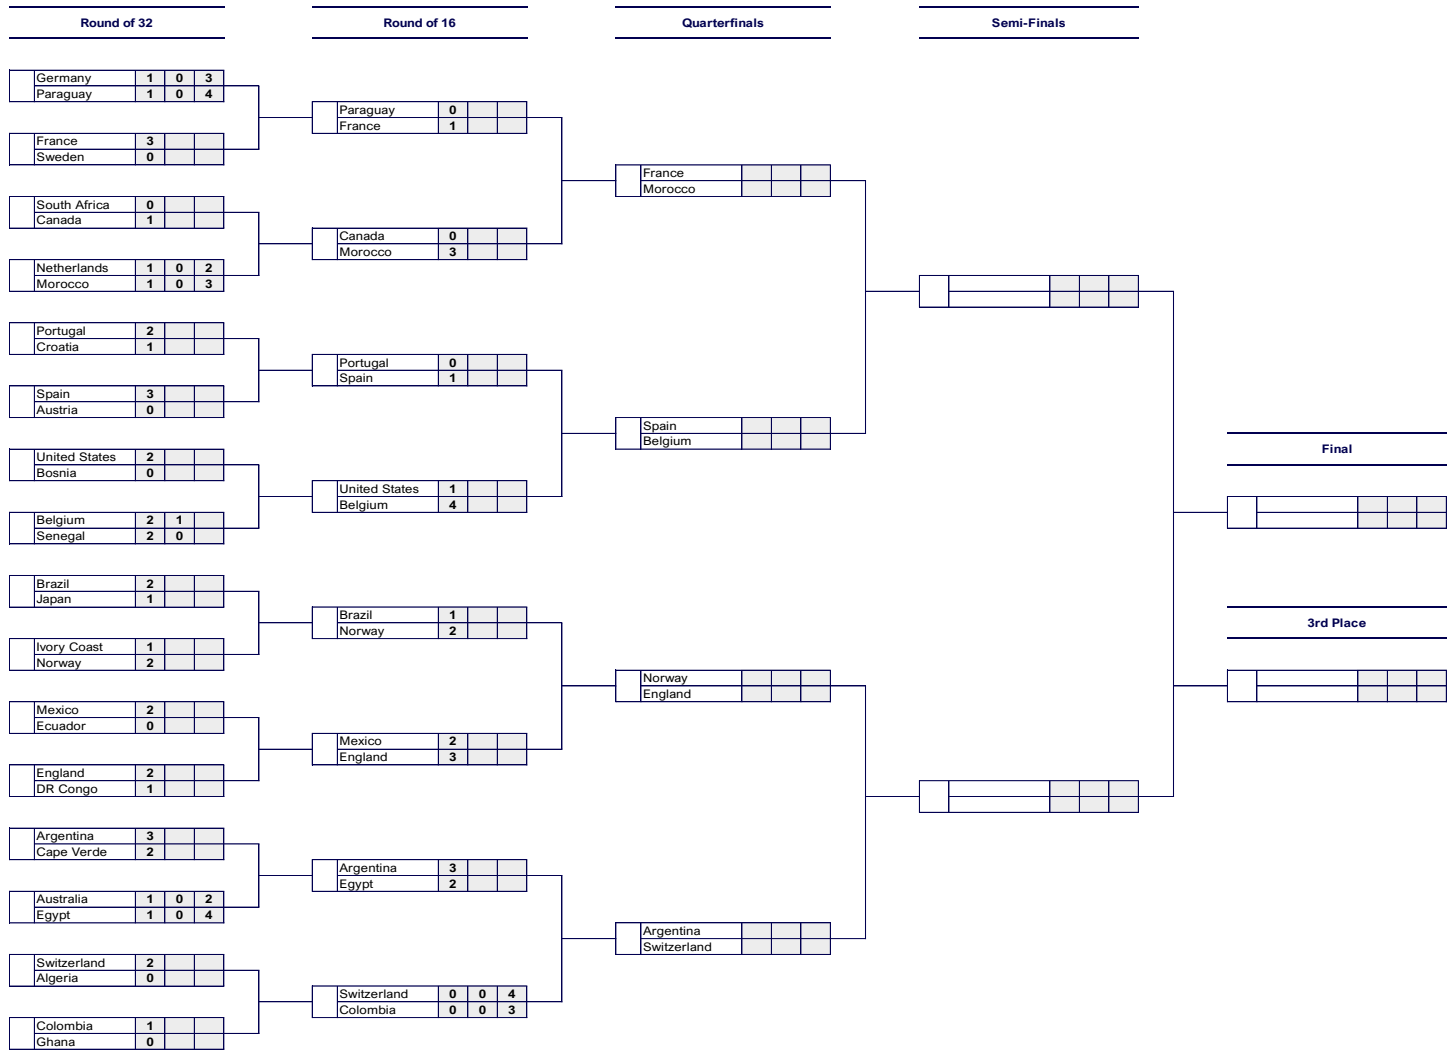 Round of 32
Round of 16
Quarterfinals
Semi-Finals
Germany 1 0 3
Paraguay 1 0 4
France 3
Sweden 0
South Africa 0
Canada 1
Netherlands 1 0 2
Morocco 1 0 3
Portugal 2
Croatia 1
Spain 3
Austria 0
United States 2
Bosnia 0
Belgium 2 1
Senegal 2 0
Brazil 2
Japan 1
Ivory Coast 1
Norway 2
Mexico 2
Ecuador 0
England 2
DR Congo 1
Argentina 3
Cape Verde 2
Australia 1 0 2
Egypt 1 0 4
Switzerland 2
Algeria 0
Colombia 1
Ghana 0
Paraguay 0
France 1
Canada 0
Morocco 3
Portugal 0
Spain 1
United States 1
Belgium 4
Brazil 1
Norway 2
Mexico 2
England 3
Argentina 3
Egypt 2
Switzerland 0 0 4
Colombia 0 0 3
France
Morocco
Spain
Belgium
Norway
England
Argentina
Switzerland
Final
3rd Place